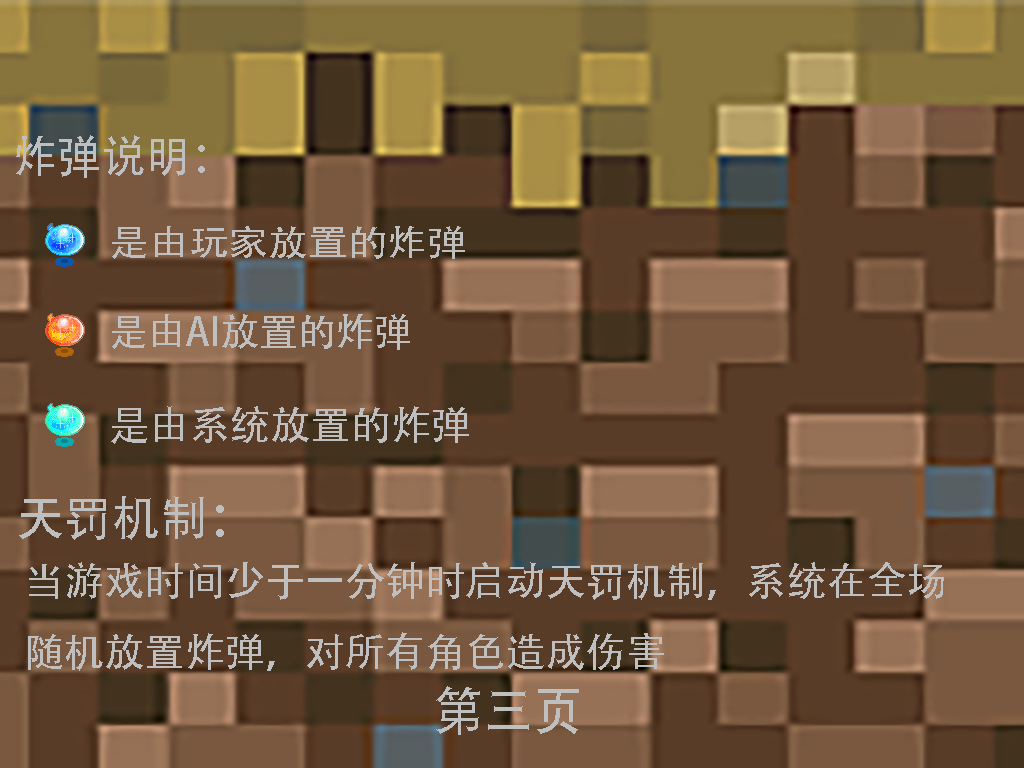 炸弹说明：
是由玩家放置的炸弹
是由AI放置的炸弹
是由系统放置的炸弹
天罚机制：
当游戏时间少于一分钟时启动天罚机制，系统在全场
随机放置炸弹，对所有角色造成伤害
第三页